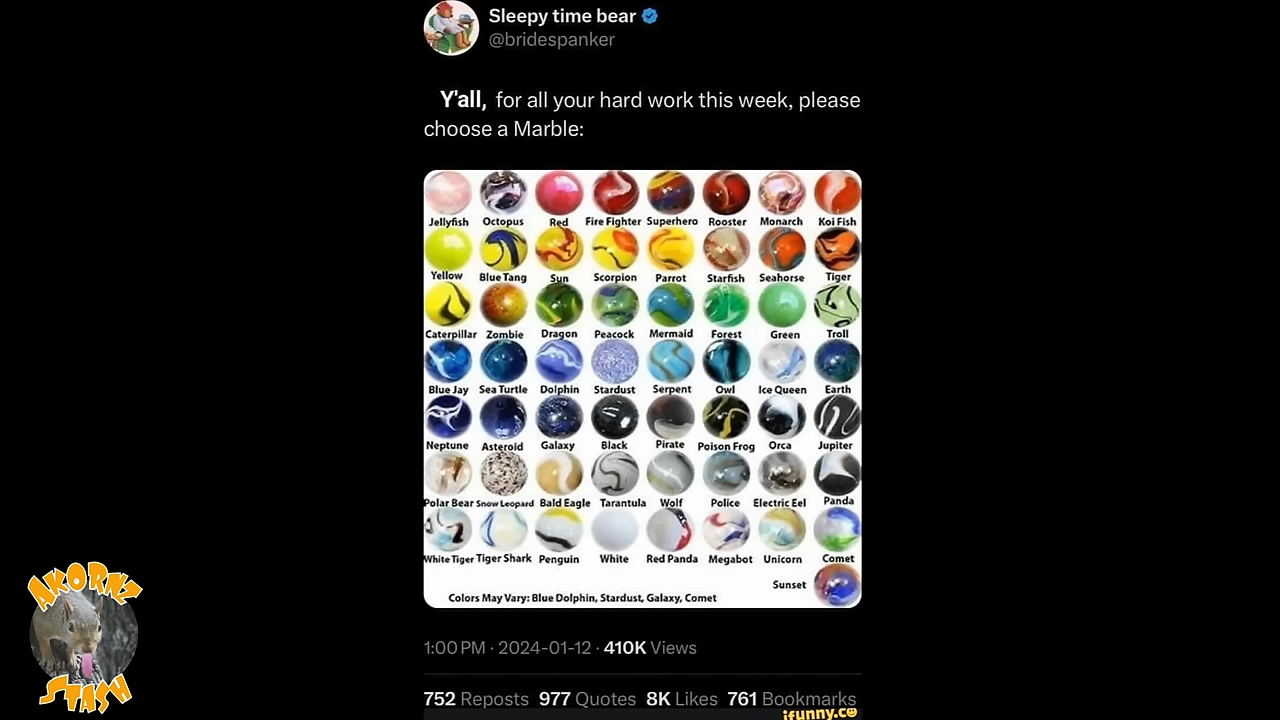 Sleepy time bear
@bridespanker
Y'all, for all your hard work this week, please
choose a Marble:
Jellyfish Octopus Red Fire Fighter Superhero Rooster Monarch Koi Fish
Yellow Blue Tang Sun Scorpion Parrot Starfish Seahorse Tiger
Caterpillar Zombie Dragon Peacock Mermaid Forest Green Troll
Blue Jay Sea Turtle Dolphin Stardust Serpent Owl Ice Queen Earth
Neptune Asteroid Galaxy Black Pirate Poison Frog Orca Jupiter
Polar Bear Snow Leopard Bald Eagle Tarantula Wolf Police Electric Eel Panda
White Tiger Tiger Shark Penguin White Red Panda Megabot Unicorn Comet
Sunset
Colors May Vary: Blue Dolphin, Stardust, Galaxy, Comet
1:00 PM · 2024-01-12 · 410K Views
752 Reposts 977 Quotes 8K Likes 761 Bookmarks
ifunny.co
AKORNZ
STASH